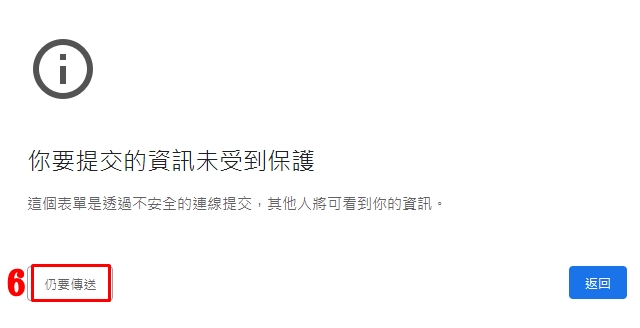 你要提交的資訊未受到保護
這個表單是透過不安全的連線提交，其他人將可看到你的資訊。
6 仍要傳送
返回